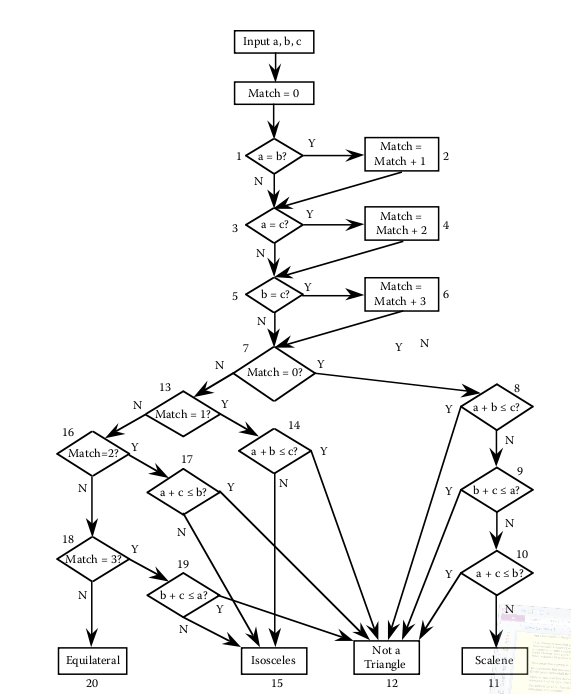 Input a, b, c
Match = 0
Y
1
a = b?
Match =
Match + 1
2
N
Y
3
a = c?
Match =
Match + 2
4
N
Y
5
b = c?
Match =
Match + 3
6
N
7
Y
N
N
Match = 0?
Y
13
8
N
Match = 1?
Y
Y
a + b ≤ c?
16
14
N
Match=2?
Y
17
a + b ≤ c?
Y
9
N
a + c ≤ b?
Y
N
Y
b + c ≤ a?
N
N
18
10
Match = 3?
Y
19
Y
a + c ≤ b?
N
b + c ≤ a?
Y
N
N
Equilateral
Isosceles
Not a
Triangle
Scalene
20
15
12
11